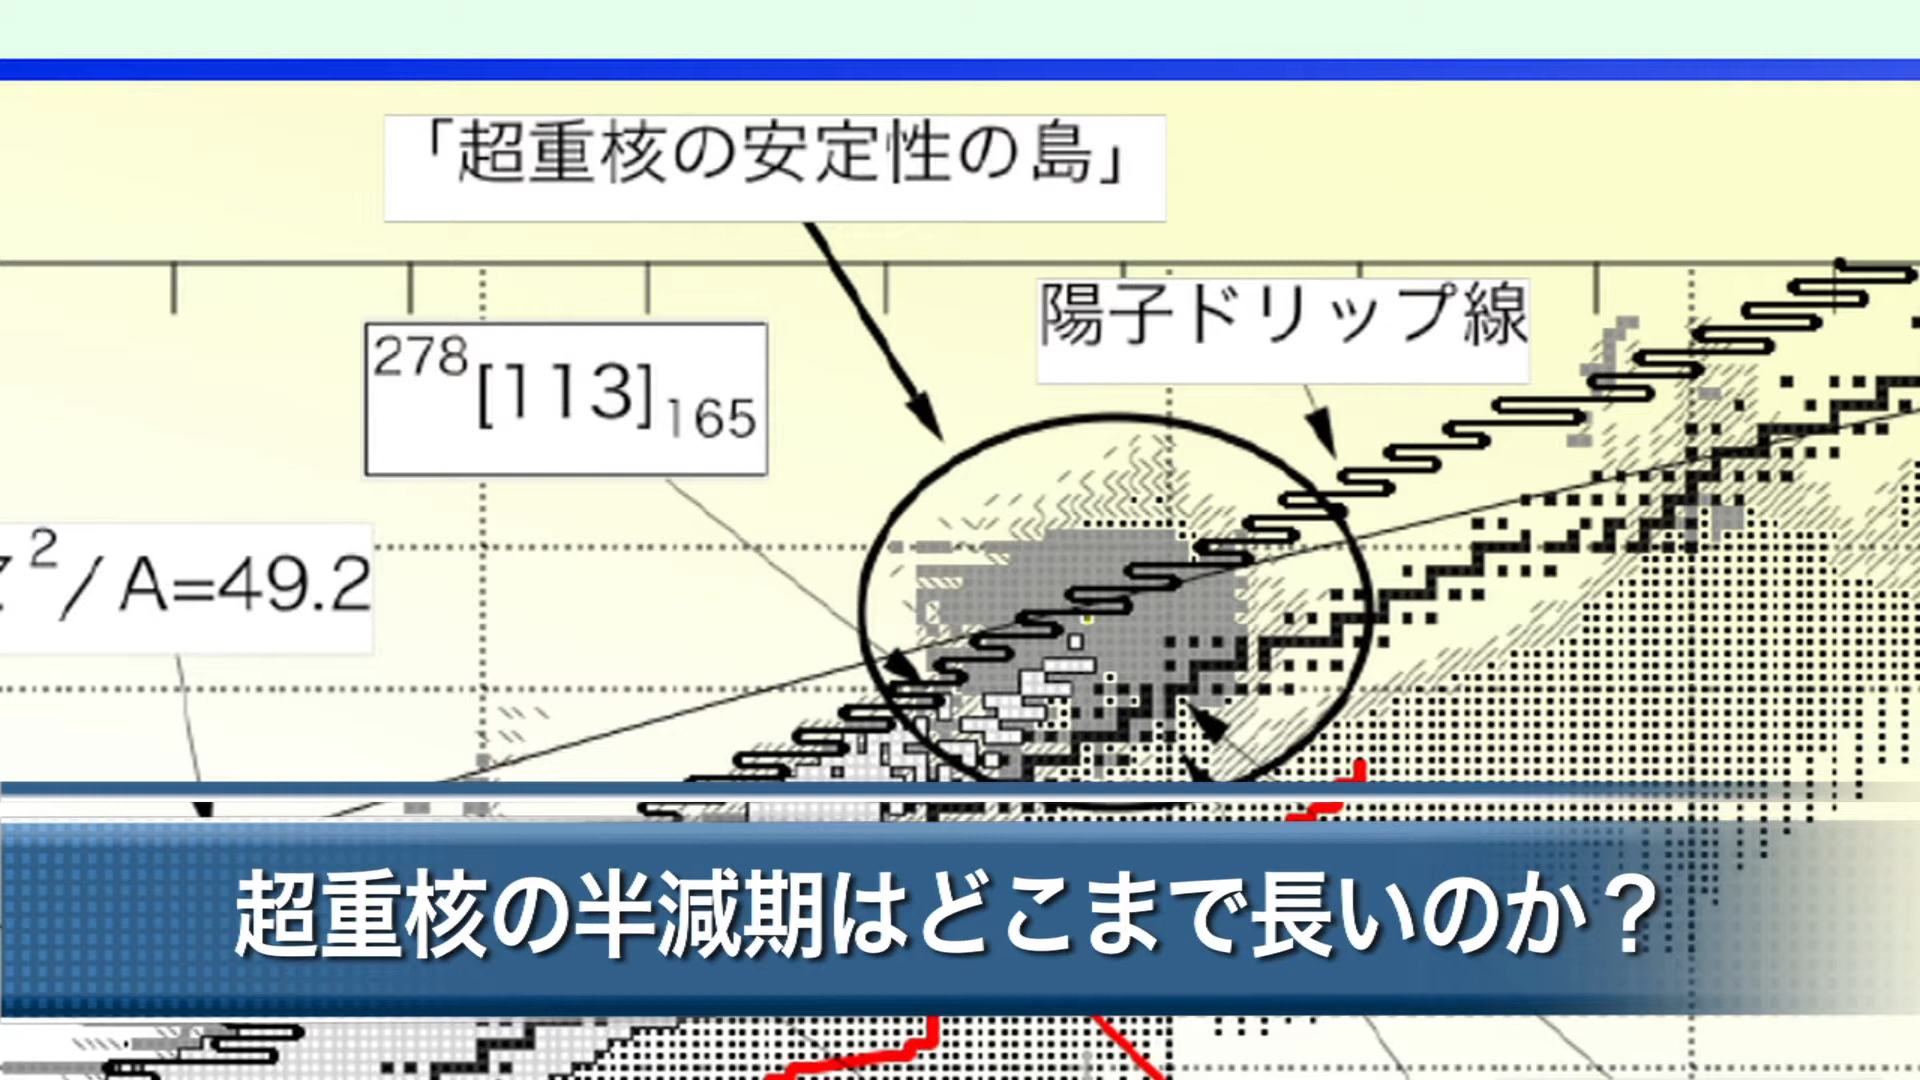 「超重核の安定性の島」
陽子ドリップ線
278[113]165
2/A=49.2
超重核の半減期はどこまで長いのか？